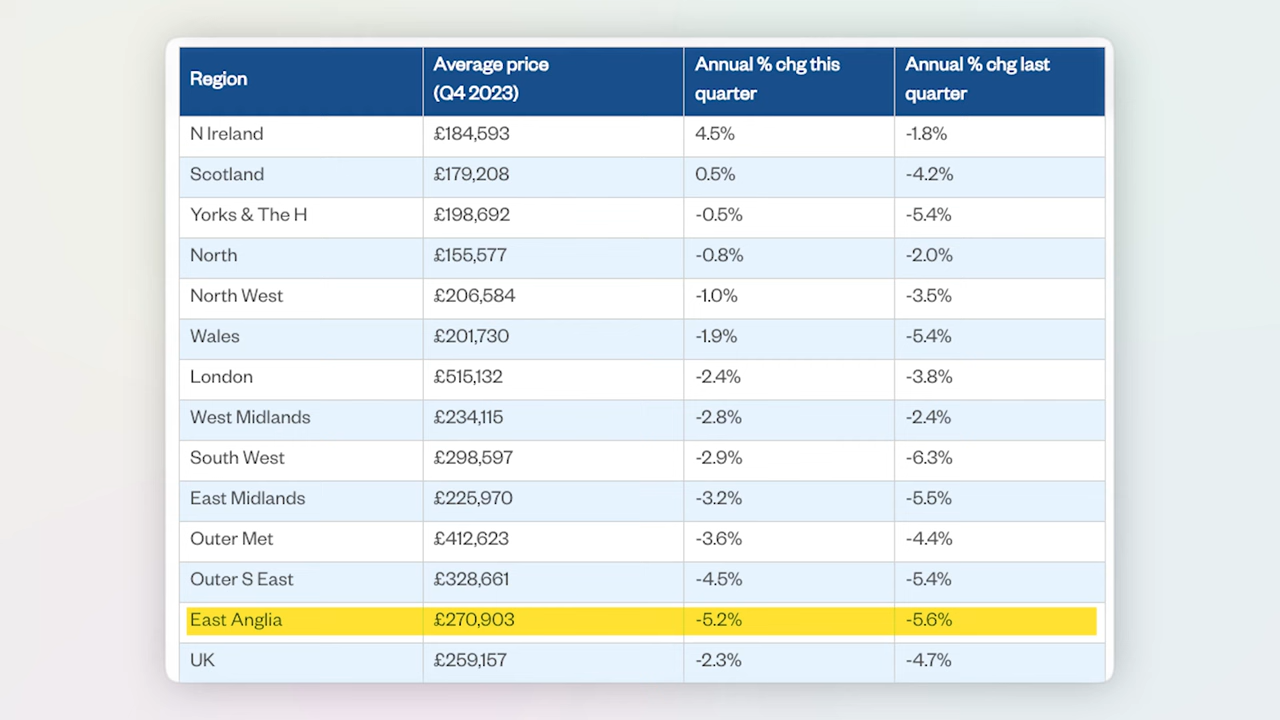 Region Average price (Q4 2023) Annual % chg this quarter Annual % chg last quarter
N Ireland £184,593 4.5% -1.8%
Scotland £179,208 0.5% -4.2%
Yorks & The H £198,692 -0.5% -5.4%
North £155,577 -0.8% -2.0%
North West £206,584 -1.0% -3.5%
Wales £201,730 -1.9% -5.4%
London £515,132 -2.4% -3.8%
West Midlands £234,115 -2.8% -2.4%
South West £298,597 -2.9% -6.3%
East Midlands £225,970 -3.2% -5.5%
Outer Met £412,623 -3.6% -4.4%
Outer S East £328,661 -4.5% -5.4%
East Anglia £270,903 -5.2% -5.6%
UK £259,157 -2.3% -4.7%